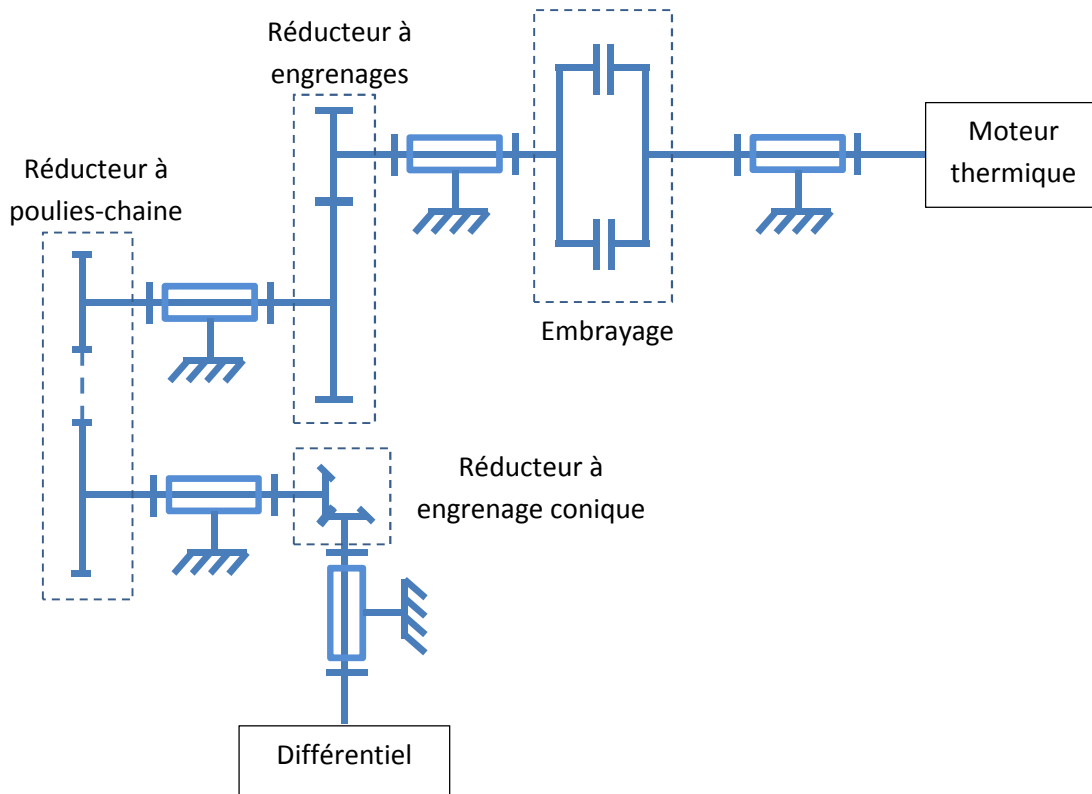 Réducteur à
engrenages
Moteur
thermique
Réducteur à
poulies-chaine
Embrayage
Réducteur à
engrenage conique
Différentiel